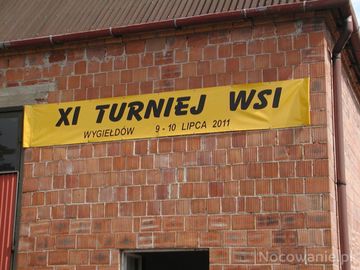 XI TURNIEJ WSI
WYGIEŁDÓW 9 - 10 LIPCA 2011
Nocowanie.pl